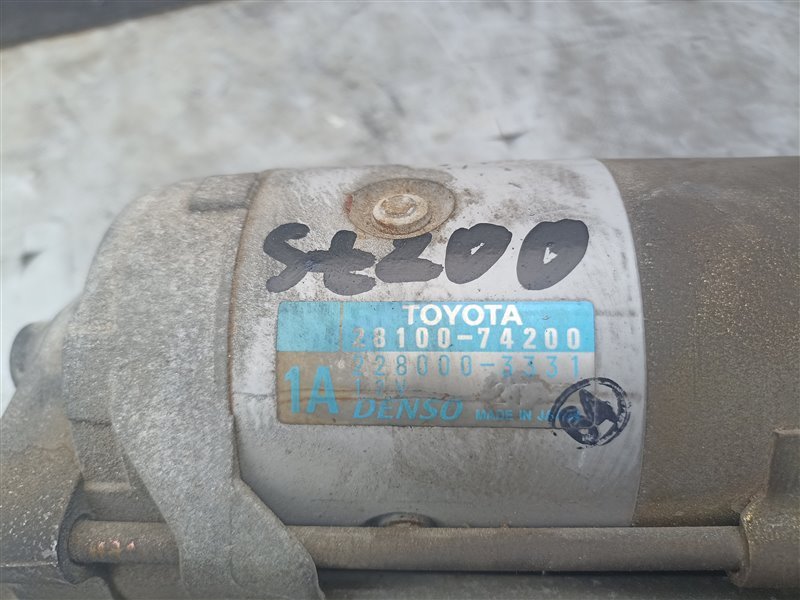 St200
TOYOTA
28100-74200
228000-3331
1A 12V
DENSO MADE IN JAPAN